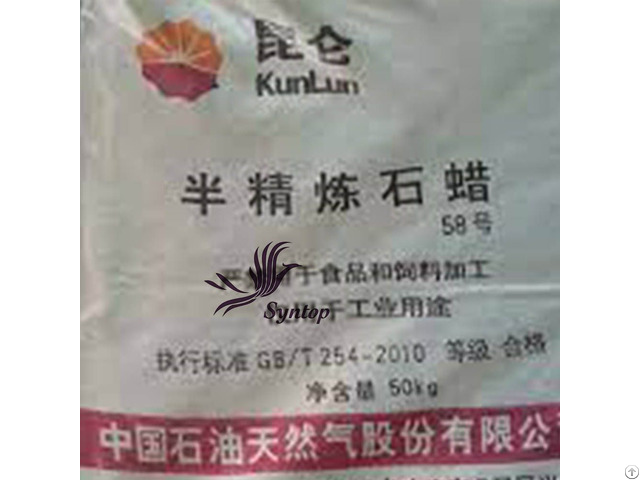 昆仑
KunLun
半精炼石蜡
58号
于食品和饲料加工
Syntop
于工业用途
执行标准 GB/T 254-2010 等级 合格
净含量 50kg
中国石油天然气股份有限公